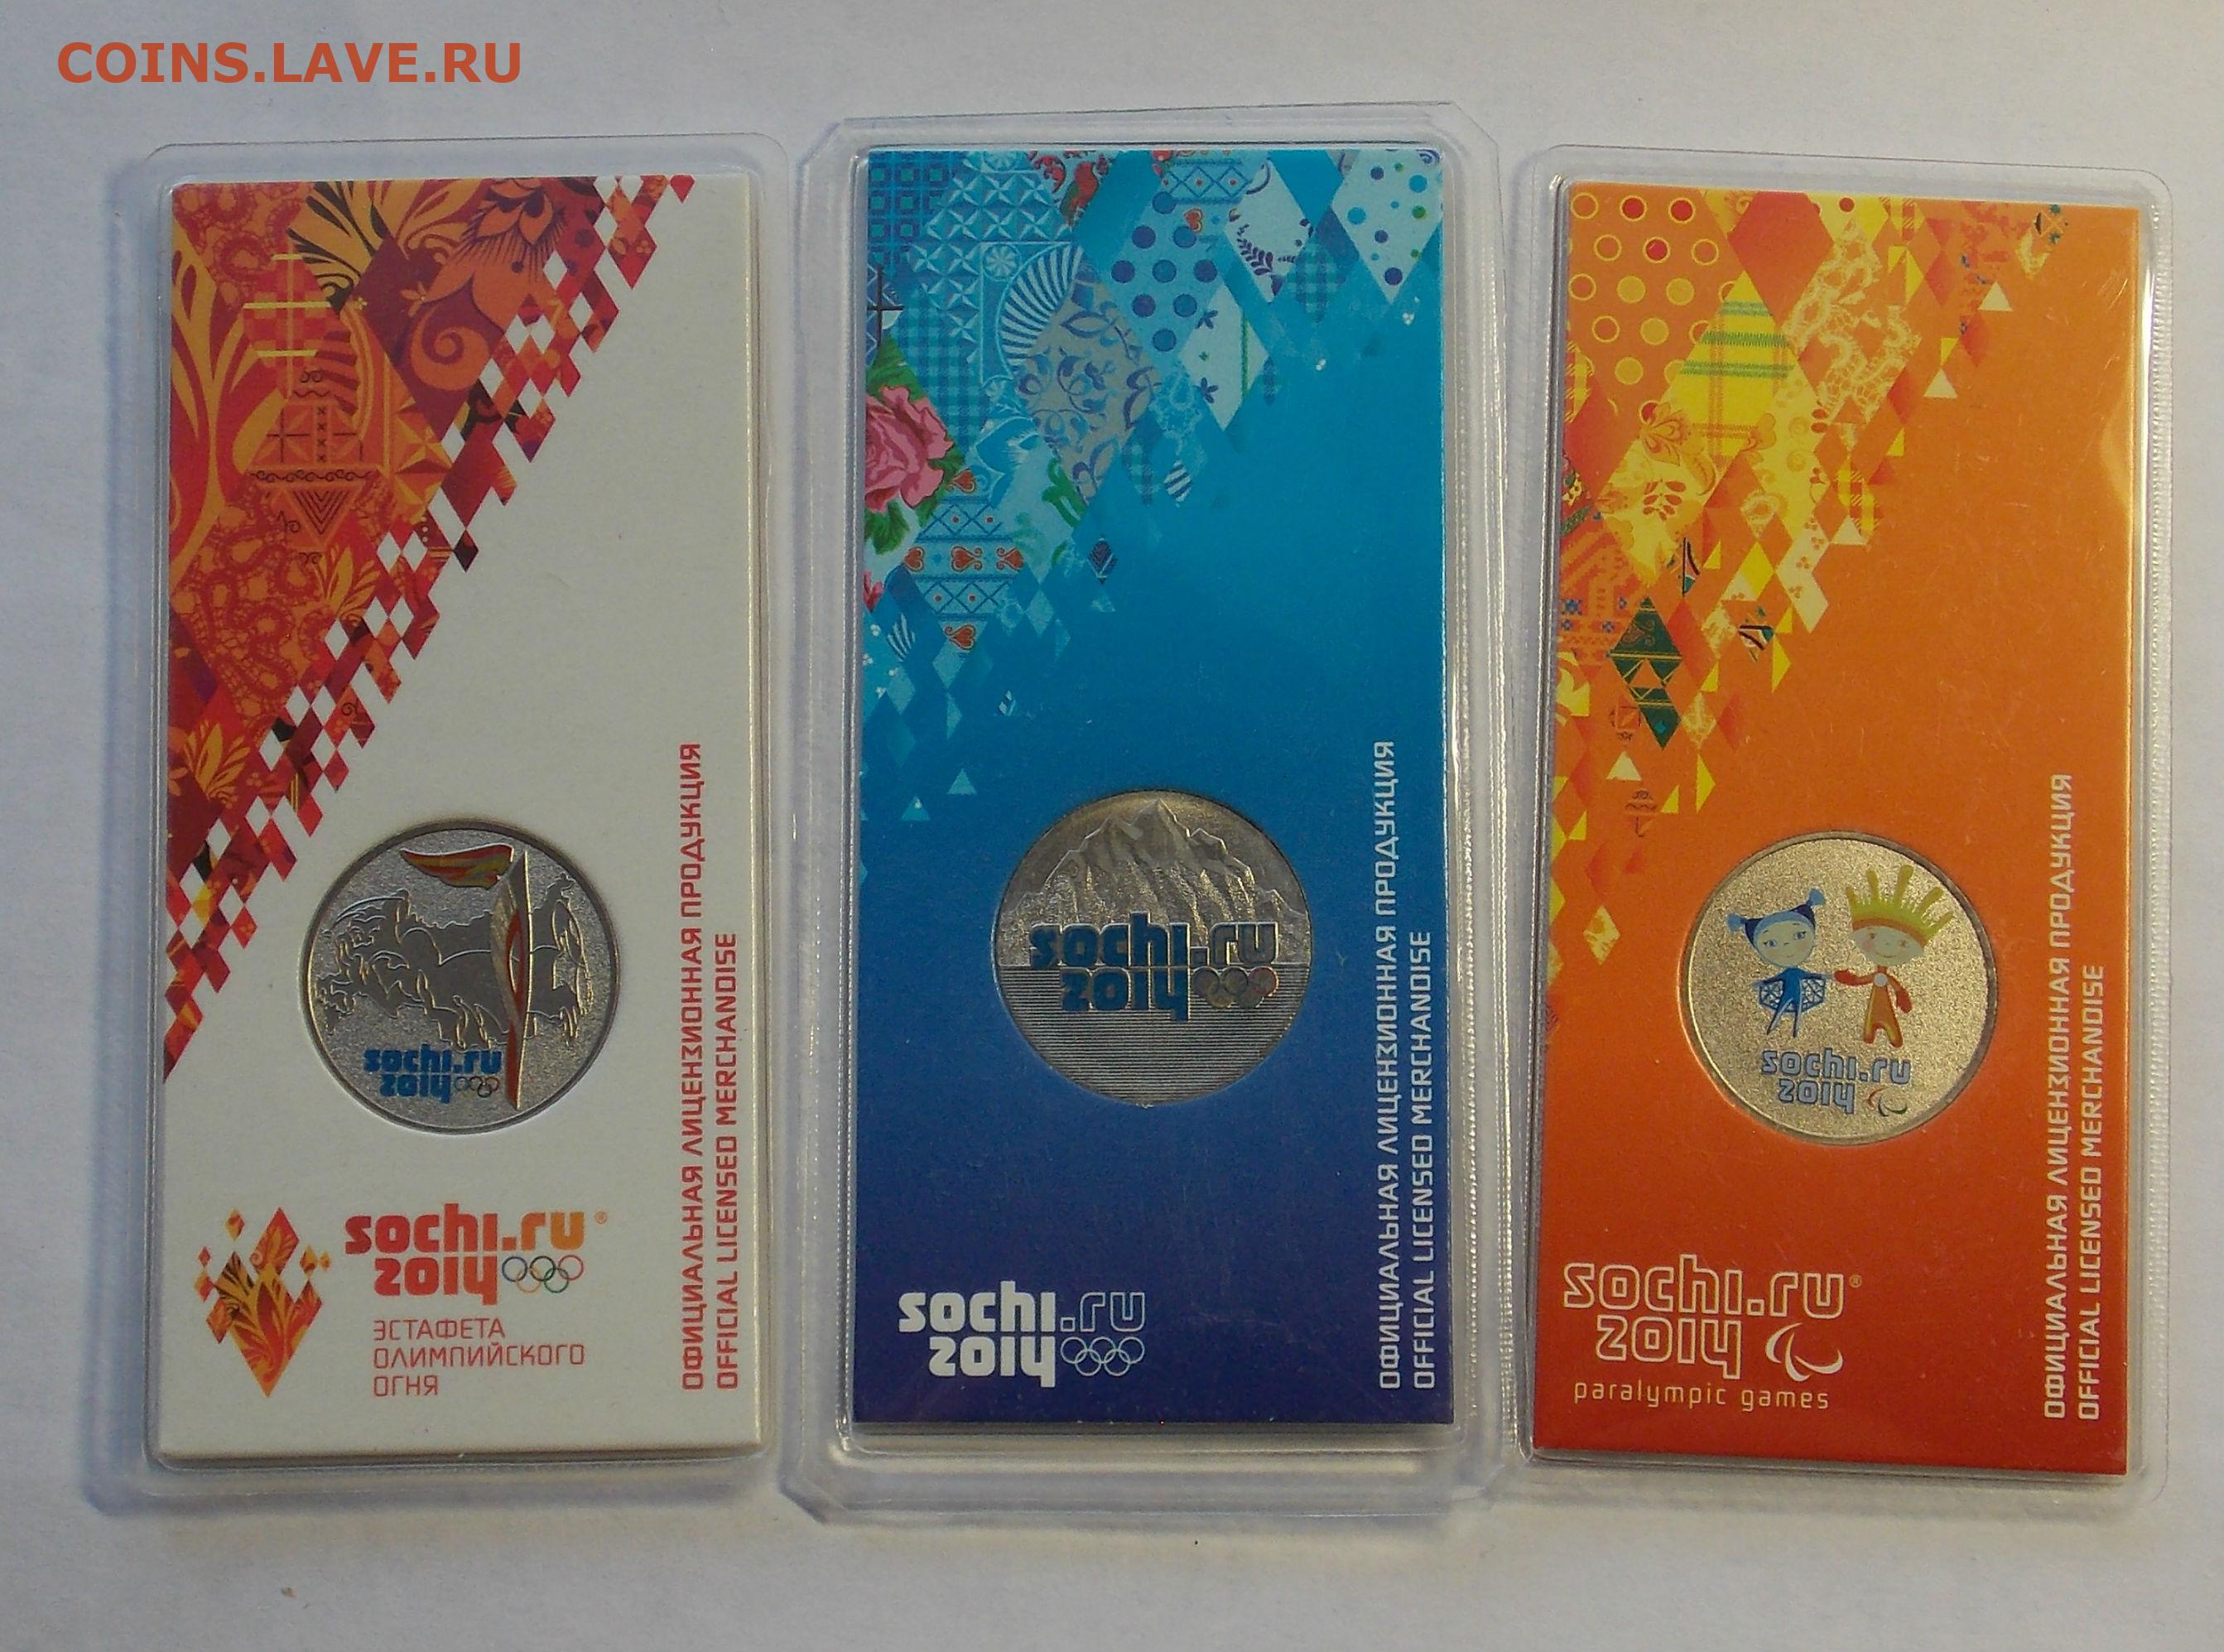 COINS.LAVE.RU
sochi.ru
2014
sochi.ru®
2014
ЭСТАФЕТА
ОЛИМПИЙСКОГО
ОГНЯ
ОФИЦИАЛЬНАЯ ЛИЦЕНЗИОННАЯ ПРОДУКЦИЯ
OFFICIAL LICENSED MERCHANDISE
sochi.ru
2014
sochi.ru
2014
ОФИЦИАЛЬНАЯ ЛИЦЕНЗИОННАЯ ПРОДУКЦИЯ
OFFICIAL LICENSED MERCHANDISE
sochi.ru
2014
sochi.ru®
2014
paralympic games
ОФИЦИАЛЬНАЯ ЛИЦЕНЗИОННАЯ ПРОДУКЦИЯ
OFFICIAL LICENSED MERCHANDISE